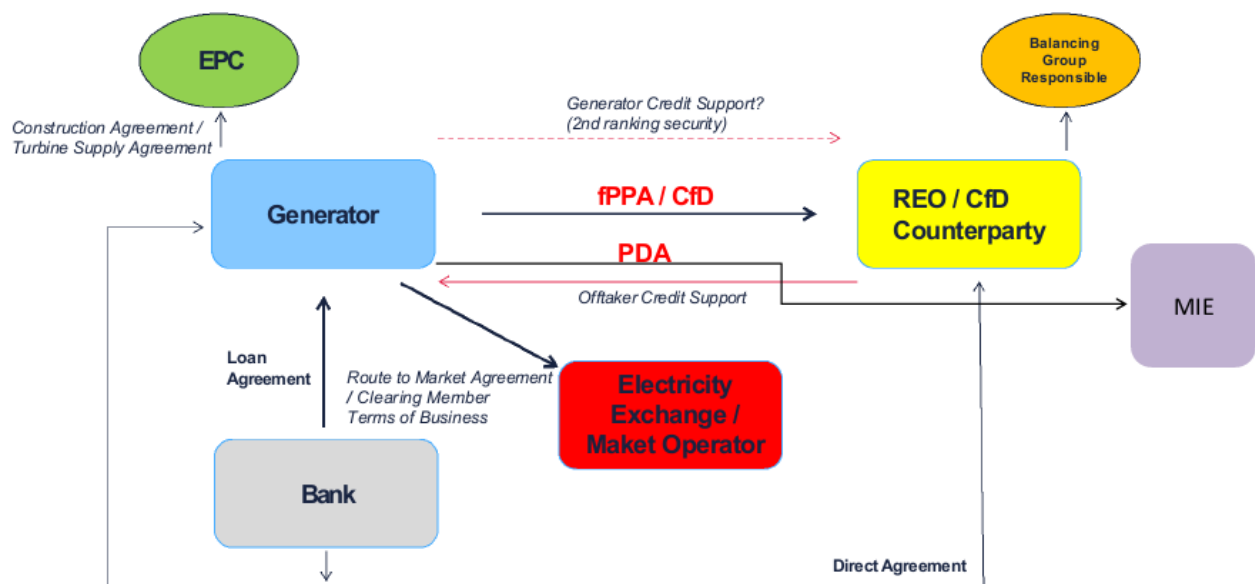 EPC
Balancing
Group
Responsible
Construction Agreement /
Turbine Supply Agreement
Generator Credit Support?
(2nd ranking security)
Generator
fPPA / CfD
REO / CfD
Counterparty
PDA
Offtaker Credit Support
MIE
Loan
Agreement
Route to Market Agreement
/ Clearing Member
Terms of Business
Electricity
Exchange /
Maket Operator
Bank
Direct Agreement